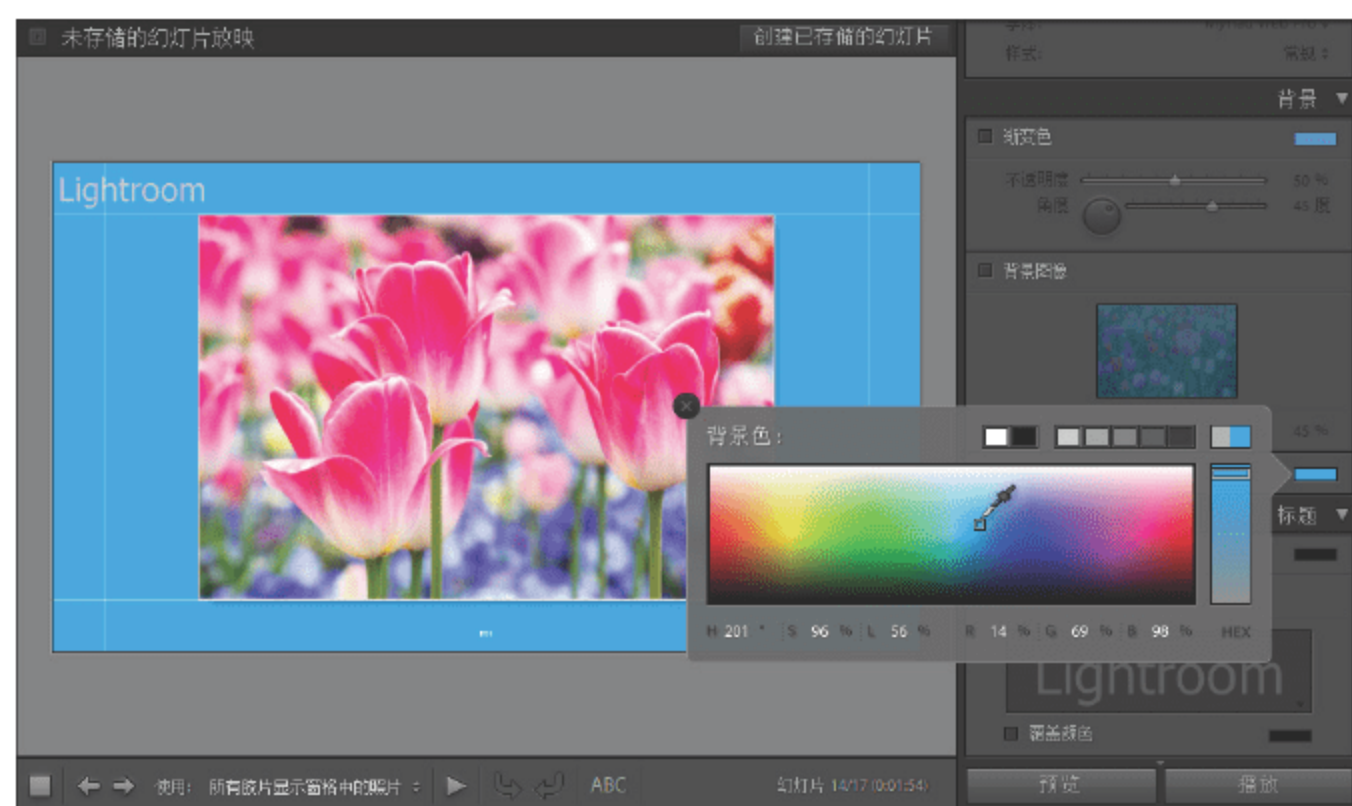 未存储的幻灯片放映
创建已存储的幻灯片
样式:
常规
背景
渐变色
不透明度
50 %
角度
45 度
背景图像
45 %
Lightroom
背景色:
标题
H 201 ° S 96 % L 56 % R 14 % G 69 % B 98 % HEX
Lightroom
覆盖颜色
使用: 所有胶片显示窗格中的照片
ABC
幻灯片 14/17 (0:01:54)
预览
播放